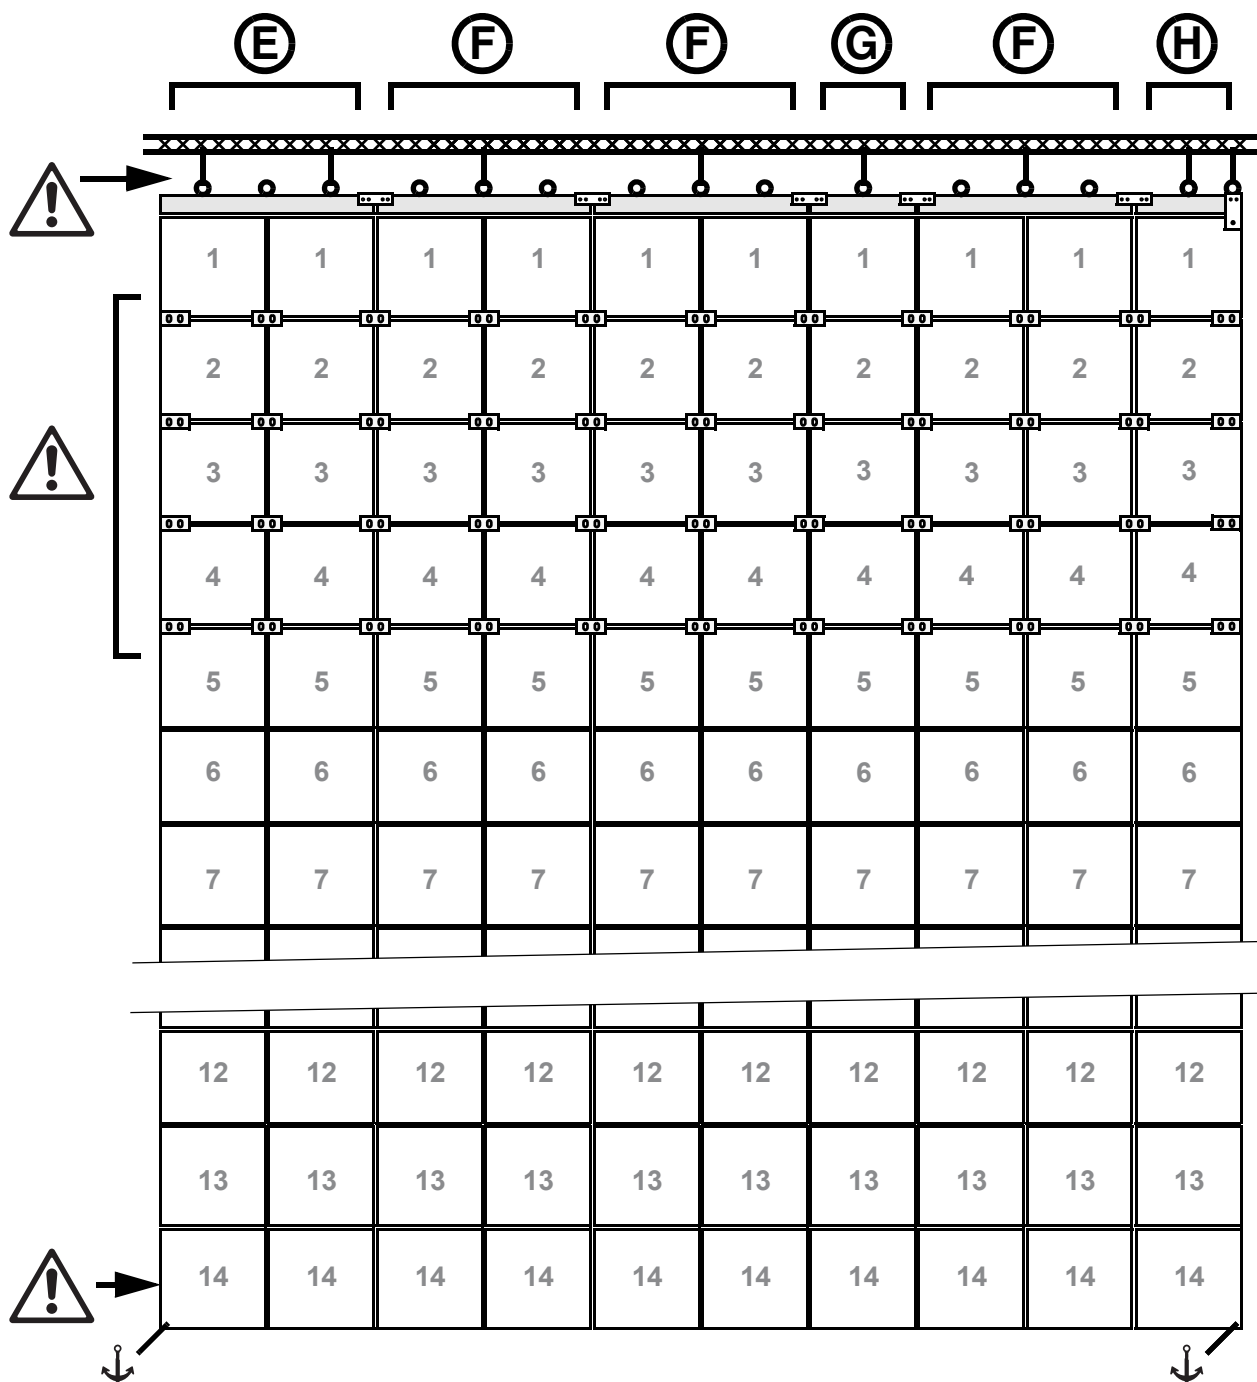 E F F G F H
1 1 1 1 1 1 1 1 1 1
2 2 2 2 2 2 2 2 2 2
3 3 3 3 3 3 3 3 3 3
4 4 4 4 4 4 4 4 4 4
5 5 5 5 5 5 5 5 5 5
6 6 6 6 6 6 6 6 6 6
7 7 7 7 7 7 7 7 7 7
12 12 12 12 12 12 12 12 12 12
13 13 13 13 13 13 13 13 13 13
14 14 14 14 14 14 14 14 14 14